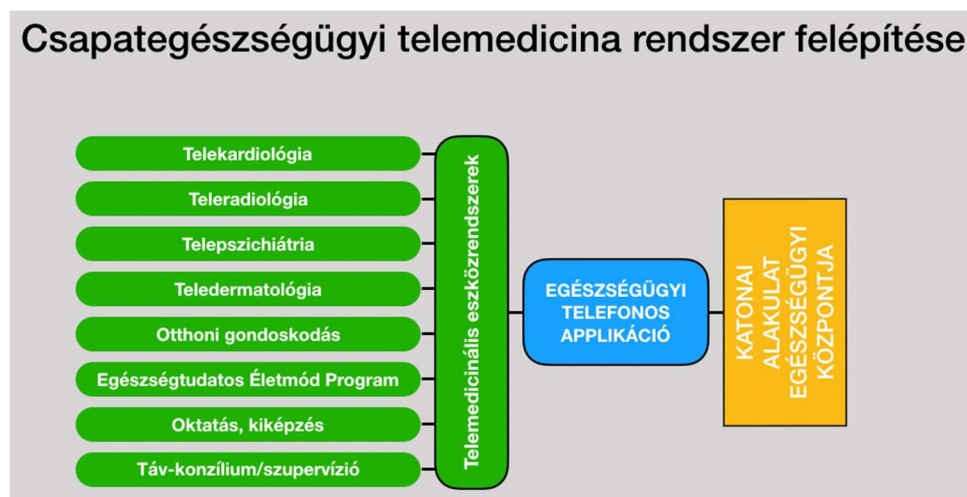 Csapategészségügyi telemedicina rendszer felépítése
Telekardiológia
Teleradiológia
Telepszichiátria
Teledermatológia
Otthoni gondoskodás
Egészségtudatos Életmód Program
Oktatás, kiképzés
Táv-konzílium/szupervízió
Telemedicinális eszközrendszerek
EGÉSZSÉGÜGYI
TELEFONOS
APPLIKÁCIÓ
KATONAI
ALAKULAT
EGÉSZSÉGÜGYI
KÖZPONTJA